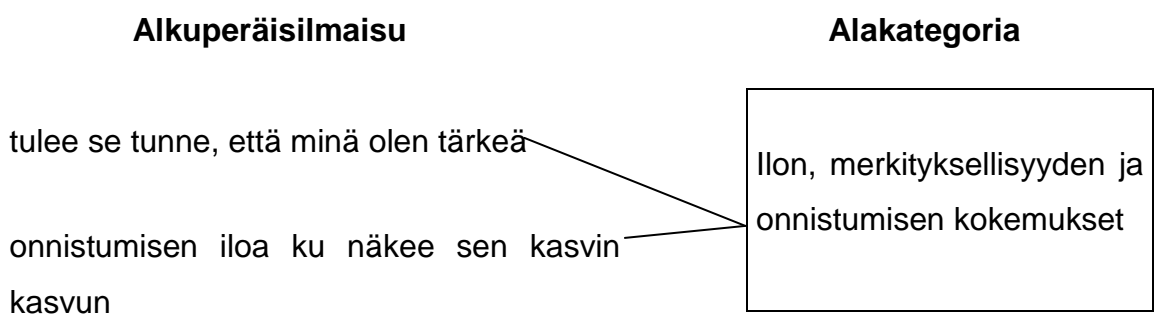 Alkuperäisilmaisu
Alakategoria
tulee se tunne, että minä olen tärkeä
onnistumisen iloa ku näkee sen kasvin
kasvun
Ilon, merkityksellisyyden ja
onnistumisen kokemukset